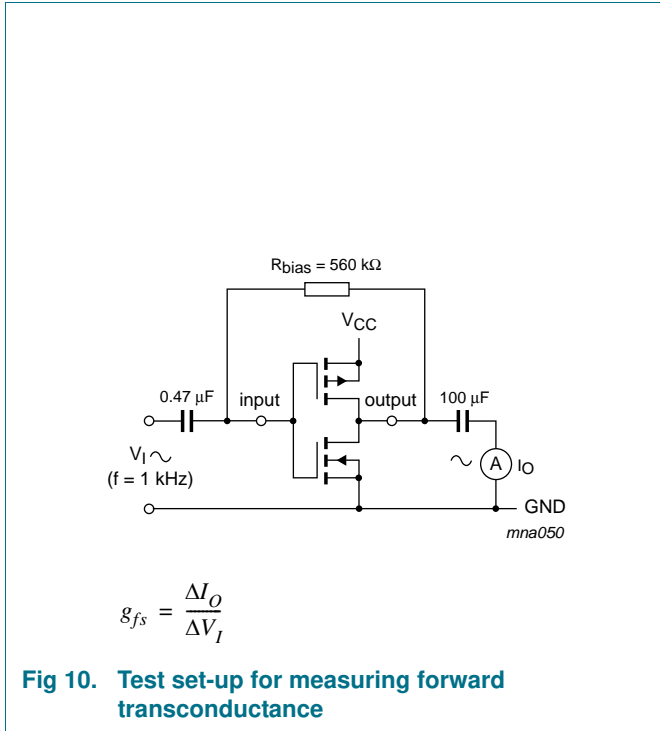 Rbias = 560 kΩ
VCC
0.47 μF
input
output
100 μF
VI ∼
(f = 1 kHz)
∼
A
IO
GND
mna050
gfs = ΔIO / ΔVI
Fig 10. Test set-up for measuring forward
transconductance